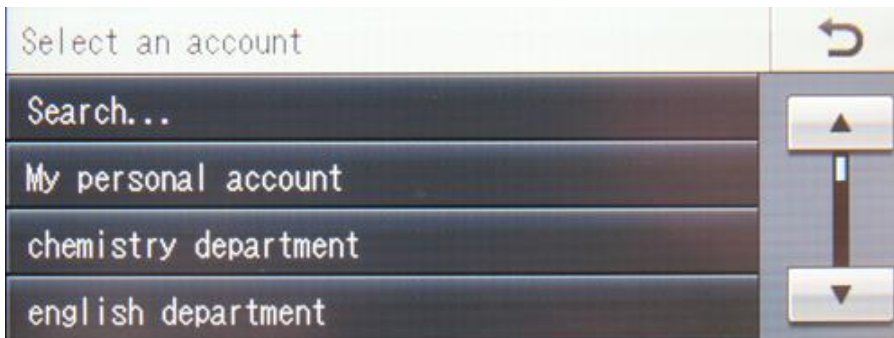 Select an account
Search...
My personal account
chemistry department
english department